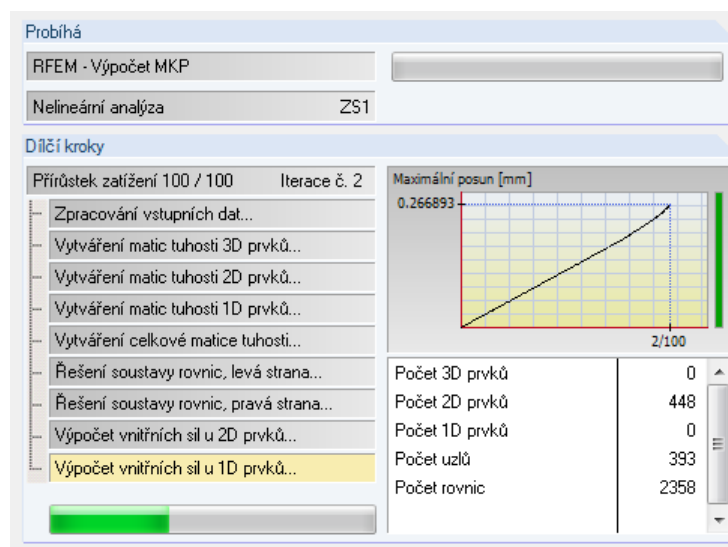 Probíhá
RFEM - Výpočet MKP
Nelineární analýza ZS1
Dílčí kroky
Přírůstek zatížení 100 / 100 Iterace č. 2
Zpracování vstupních dat...
Vytváření matic tuhosti 3D prvků...
Vytváření matic tuhosti 2D prvků...
Vytváření matic tuhosti 1D prvků...
Vytváření celkové matice tuhosti...
Řešení soustavy rovnic, levá strana...
Řešení soustavy rovnic, pravá strana...
Výpočet vnitřních sil u 2D prvků...
Výpočet vnitřních sil u 1D prvků...
Maximální posun [mm]
0.266893
2/100
Počet 3D prvků 0
Počet 2D prvků 448
Počet 1D prvků 0
Počet uzlů 393
Počet rovnic 2358